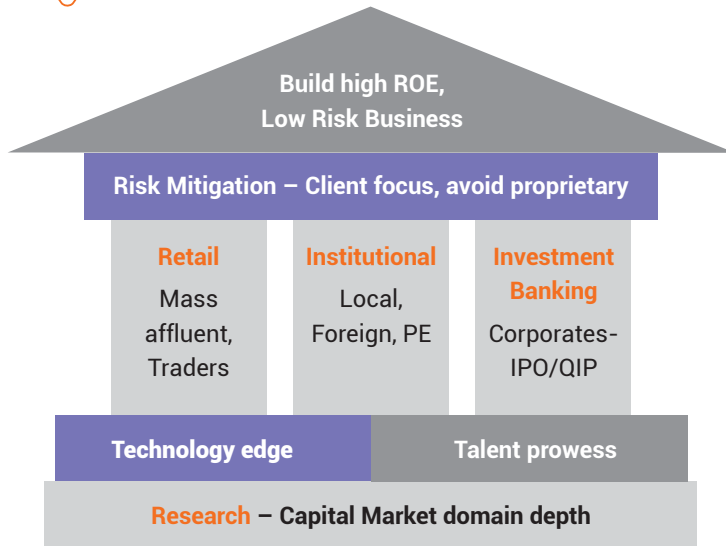 Build high ROE,
Low Risk Business
Risk Mitigation – Client focus, avoid proprietary
Retail
Mass
affluent,
Traders
Institutional
Local,
Foreign, PE
Investment
Banking
Corporates-
IPO/QIP
Technology edge
Talent prowess
Research – Capital Market domain depth